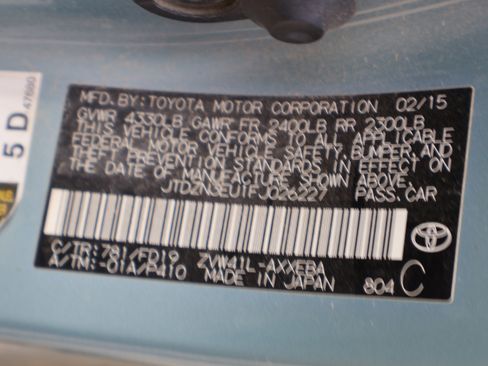 MFD. BY: TOYOTA MOTOR CORPORATION 02/15
GVWR 4330LB GAWR FR 2400LB RR 2300LB
THIS VEHICLE CONFORMS TO ALL APPLICABLE
FEDERAL MOTOR VEHICLE SAFETY, BUMPER, AND
THEFT PREVENTION STANDARDS IN EFFECT ON
THE DATE OF MANUFACTURE SHOWN ABOVE.
JTDZN3EU1FJ026227 PASS. CAR
C/TR: 781/FD19 ZVW41L-AXXEBA
A/TM: -01A/P410 MADE IN JAPAN 804 C
5 D
47660